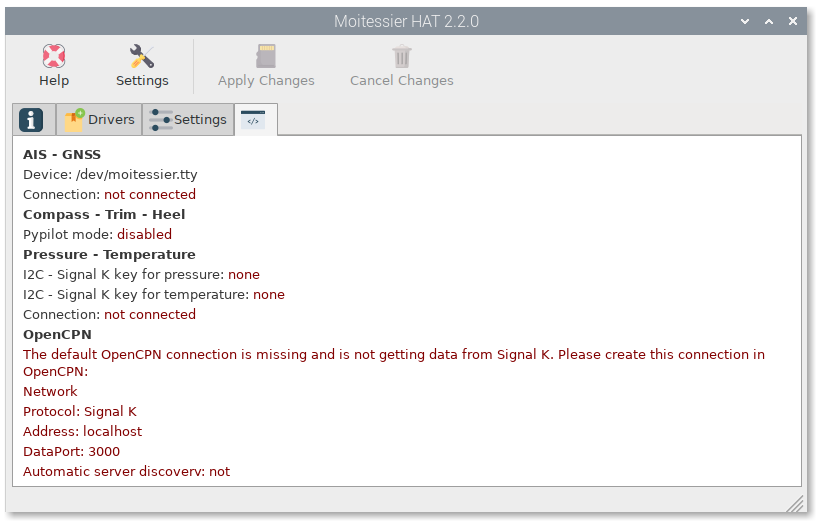 Moitessier HAT 2.2.0
Help
Settings
Apply Changes
Cancel Changes
i
Drivers
Settings
</>
AIS - GNSS
Device: /dev/moitessier.tty
Connection: not connected
Compass - Trim - Heel
Pypilot mode: disabled
Pressure - Temperature
I2C - Signal K key for pressure: none
I2C - Signal K key for temperature: none
Connection: not connected
OpenCPN
The default OpenCPN connection is missing and is not getting data from Signal K. Please create this connection in
OpenCPN:
Network
Protocol: Signal K
Address: localhost
DataPort: 3000
Automatic server discovery: not